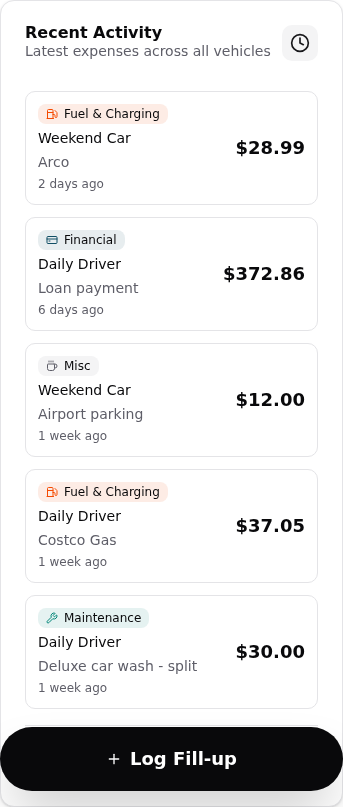 Recent Activity
Latest expenses across all vehicles
Fuel & Charging
Weekend Car
Arco
2 days ago
$28.99
Financial
Daily Driver
Loan payment
6 days ago
$372.86
Misc
Weekend Car
Airport parking
1 week ago
$12.00
Fuel & Charging
Daily Driver
Costco Gas
1 week ago
$37.05
Maintenance
Daily Driver
Deluxe car wash - split
1 week ago
$30.00
+ Log Fill-up